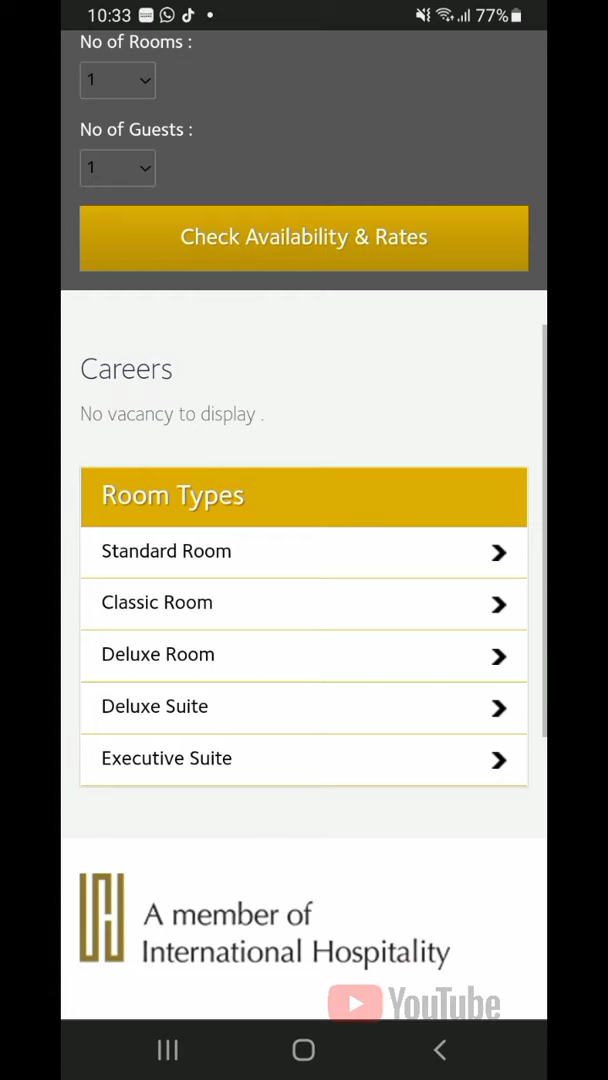 10:33
77%
No of Rooms :
1
No of Guests :
1
Check Availability & Rates
Careers
No vacancy to display .
Room Types
Standard Room
Classic Room
Deluxe Room
Deluxe Suite
Executive Suite
A member of
International Hospitality
YouTube